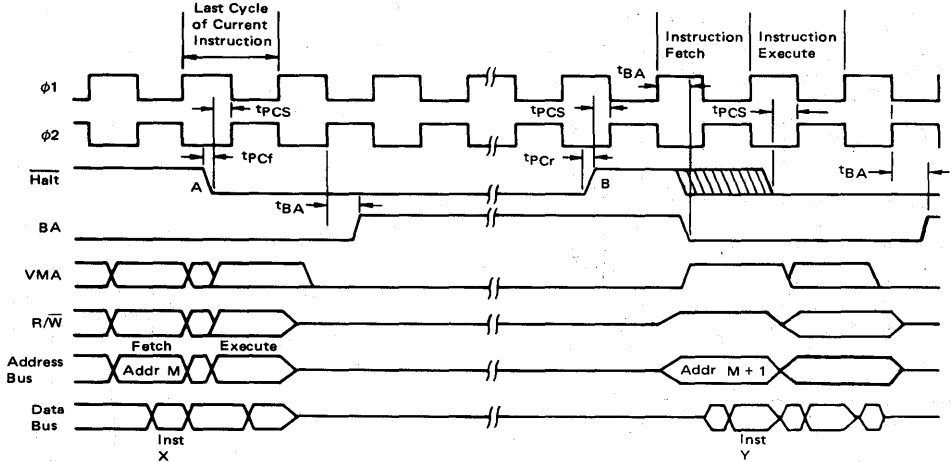 Last Cycle
of Current
Instruction
Instruction
Fetch
Instruction
Execute
tBA
φ1
tPCS
tPCS
tPCS
φ2
tPCf
tPCr
Halt
A
B
tBA
tBA
BA
VMA
R/W
Fetch
Execute
Address
Bus
Addr M
Addr M + 1
Data
Bus
Inst
X
Inst
Y